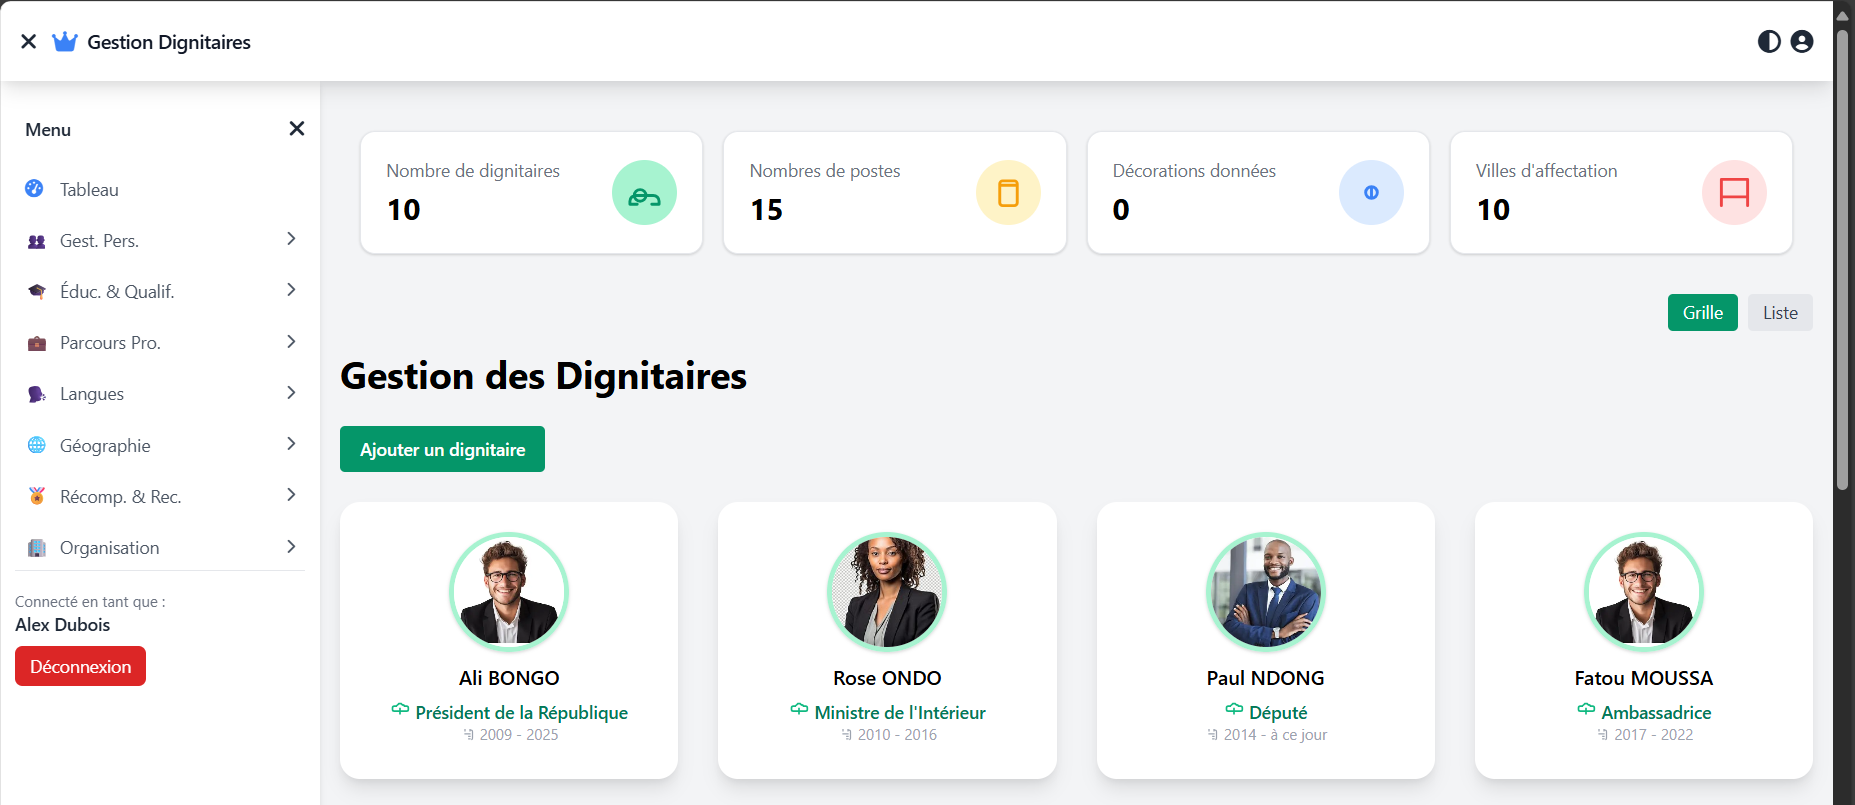 Gestion Dignitaires
Menu
Tableau
Gest. Pers.
Éduc. & Qualif.
Parcours Pro.
Langues
Géographie
Récomp. & Rec.
Organisation
Connecté en tant que :
Alex Dubois
Déconnexion
Nombre de dignitaires
10
Nombres de postes
15
Décorations données
0
Villes d'affectation
10
Grille
Liste
Gestion des Dignitaires
Ajouter un dignitaire
Ali BONGO
Président de la République
2009 - 2025
Rose ONDO
Ministre de l'Intérieur
2010 - 2016
Paul NDONG
Député
2014 - à ce jour
Fatou MOUSSA
Ambassadrice
2017 - 2022